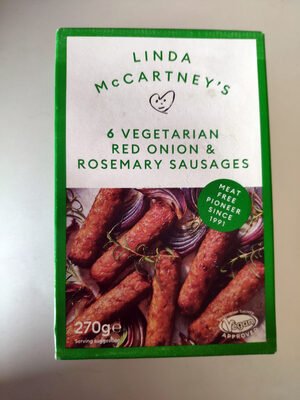 LINDA
McCARTNEY'S
6 VEGETARIAN
RED ONION &
ROSEMARY SAUSAGES
MEAT
FREE
PIONEER
SINCE
1991
270g e
Serving suggestion
Vegan
APPROVED